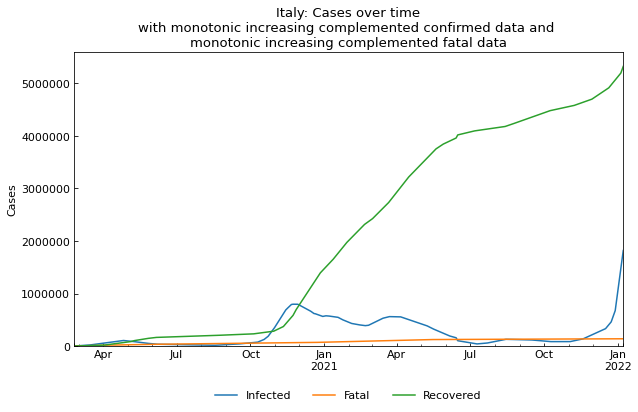 Italy: Cases over time
with monotonic increasing complemented confirmed data and
monotonic increasing complemented fatal data
Cases
5000000
4000000
3000000
2000000
1000000
0
Apr Jul Oct Jan Apr Jul Oct Jan
2021 2022
Infected Fatal Recovered